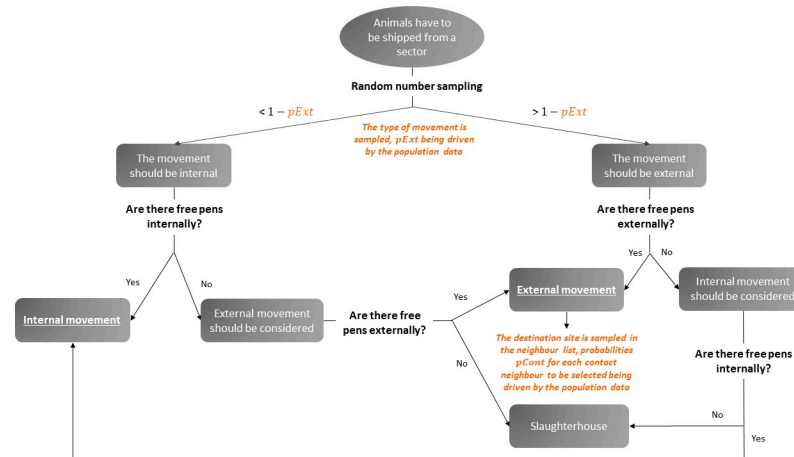 Animals have to
be shipped from a
sector
Random number sampling
< 1 − pExt
> 1 − pExt
The type of movement is
sampled, pExt being driven
by the population data
The movement
should be internal
The movement
should be external
Are there free pens
internally?
Are there free pens
externally?
Yes
No
Yes
No
Internal movement
External movement
should be considered
Are there free
pens externally?
Yes
No
External movement
Internal movement
should be considered
The destination site is sampled
in the neighbour list, probabilities
pCont for each contact
neighbour to be selected being
driven by the population data
Are there free pens
internally?
No
Yes
Slaughterhouse